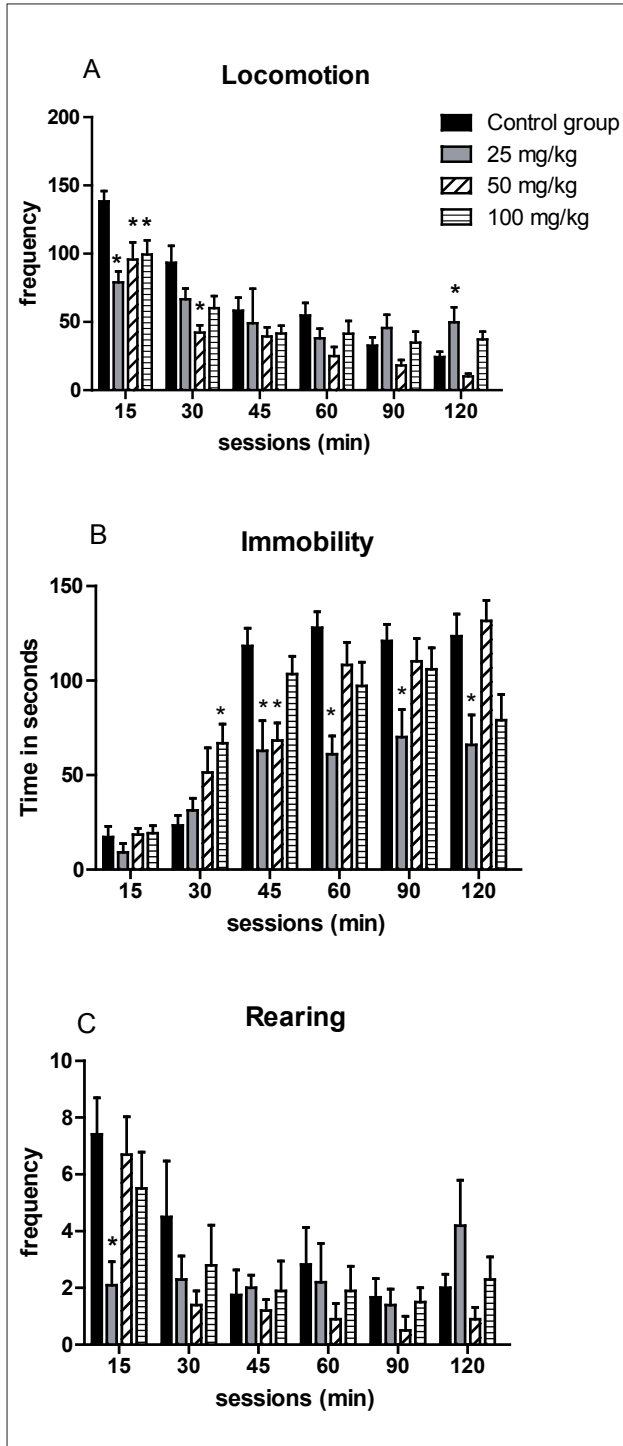 A
Locomotion
200
150
100
50
0
frequency
Control group
25 mg/kg
50 mg/kg
100 mg/kg
*
* *
*
*
15 30 45 60 90 120
sessions (min)
B
Immobility
150
100
50
0
Time in seconds
*
* *
*
*
*
15 30 45 60 90 120
sessions (min)
C
Rearing
10
8
6
4
2
0
frequency
*
15 30 45 60 90 120
sessions (min)